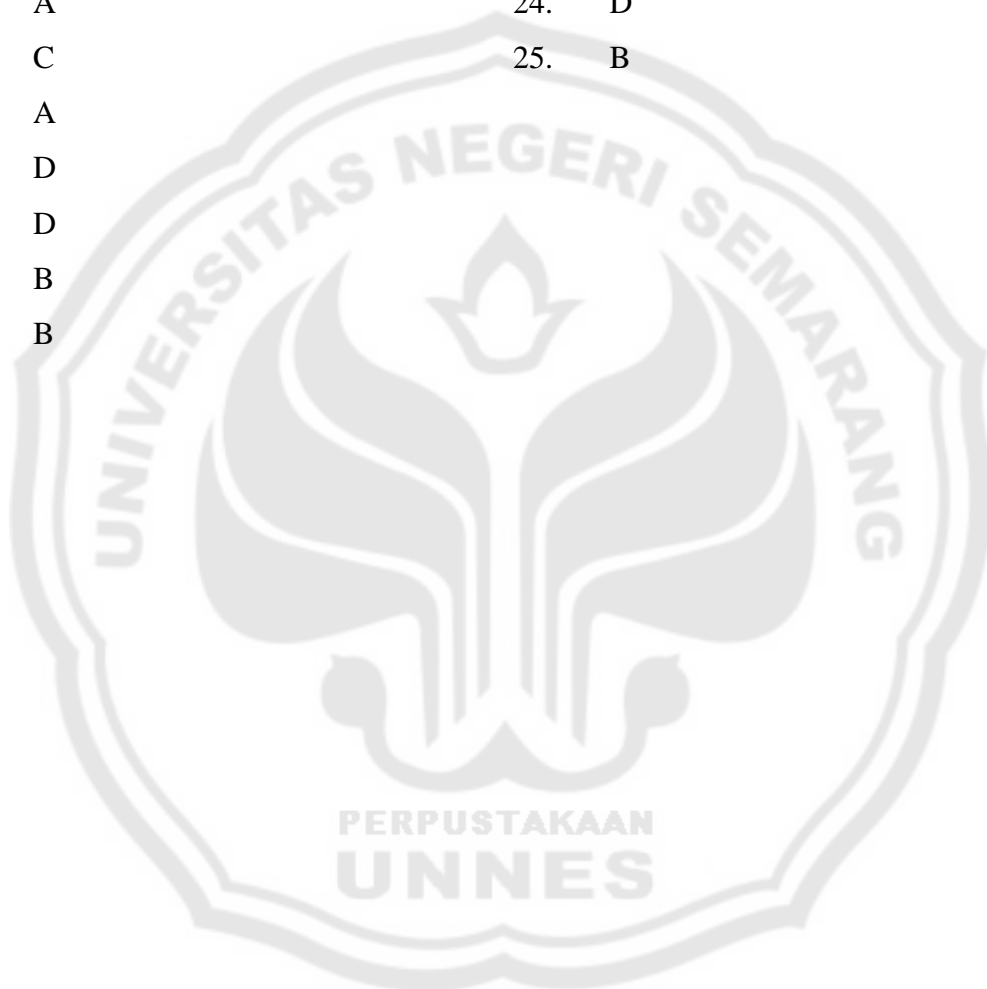 A 24. D
C 25. B
A
D
D
B
B
UNIVERSITAS NEGERI SEMARANG
PERPUSTAKAAN
UNNES